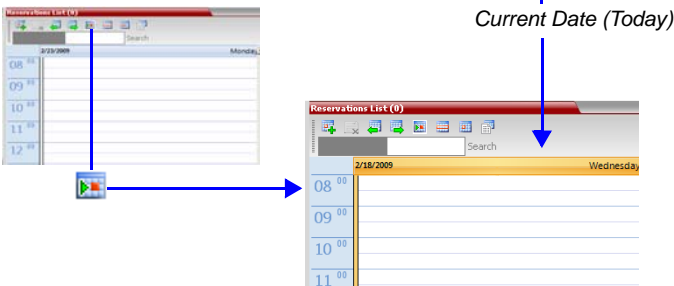 Reservations List (0)
Search
2/23/2009 Monday,
08 00
09 00
10 00
11 00
12 00
Current Date (Today)
Reservations List (0)
Search
2/18/2009 Wednesday
08 00
09 00
10 00
11 00